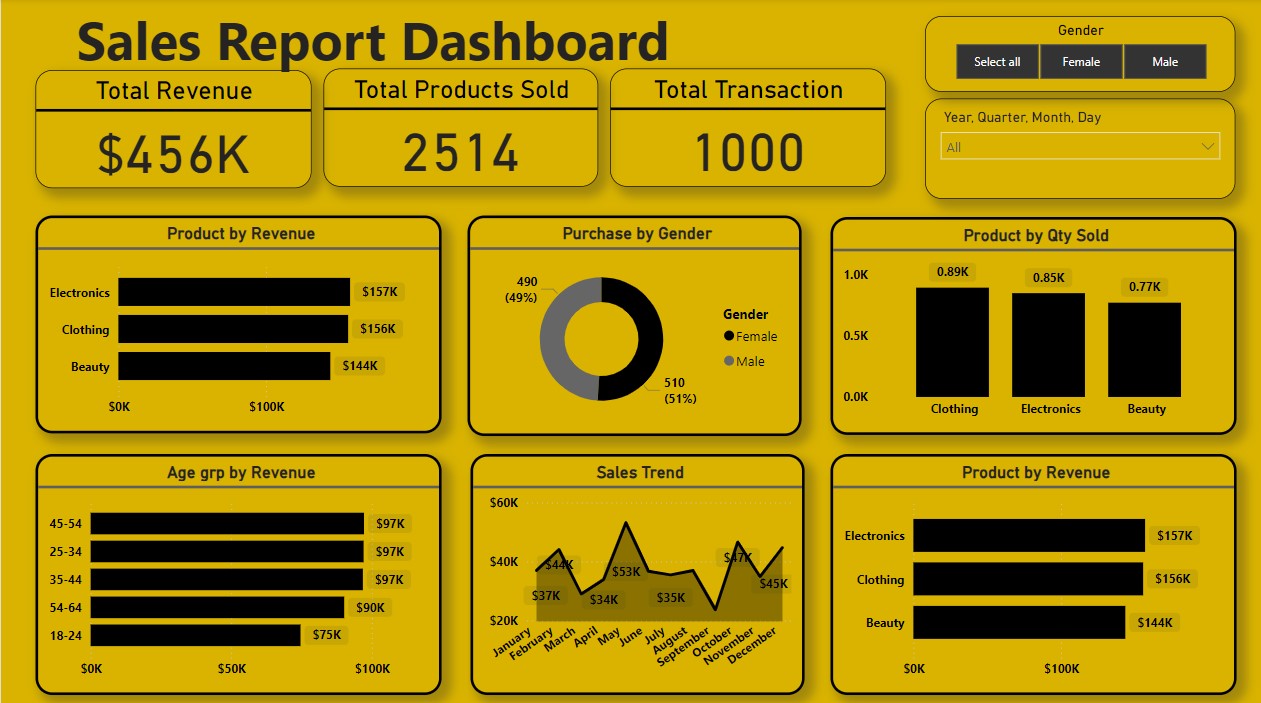 Sales Report Dashboard
Gender
Select all Female Male
Total Revenue
$456K
Total Products Sold
2514
Total Transaction
1000
Year, Quarter, Month, Day
All
Product by Revenue
Electronics $157K
Clothing $156K
Beauty $144K
$0K $100K
Purchase by Gender
490
(49%)
510
(51%)
Gender
Female
Male
Product by Qty Sold
1.0K
0.5K
0.0K
0.89K 0.85K 0.77K
Clothing Electronics Beauty
Age grp by Revenue
45-54 $97K
25-34 $97K
35-44 $97K
54-64 $90K
18-24 $75K
$0K $50K $100K
Sales Trend
$60K
$40K
$20K
$37K $44K $34K $53K $35K $47K $45K
January February March April May June July August September October November December
Product by Revenue
Electronics $157K
Clothing $156K
Beauty $144K
$0K $100K